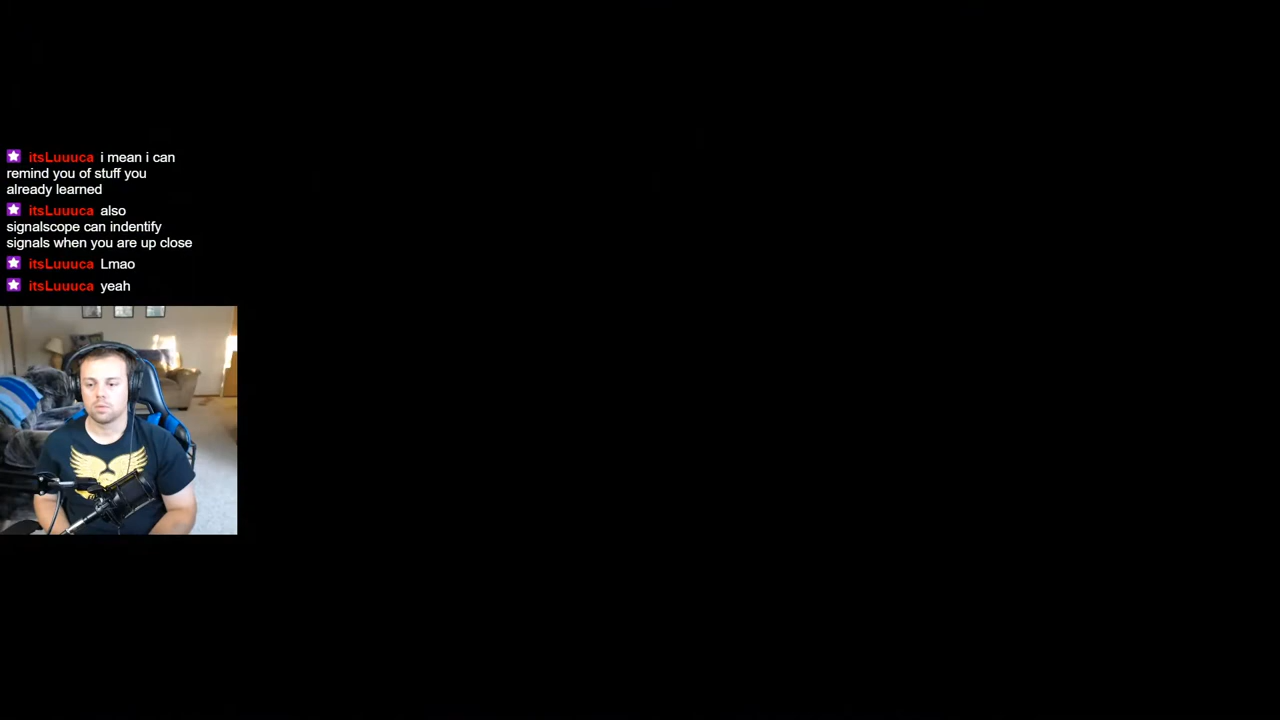 itsLuuuca i mean i can
remind you of stuff you
already learned
itsLuuuca also
signalscope can indentify
signals when you are up close
itsLuuuca Lmao
itsLuuuca yeah